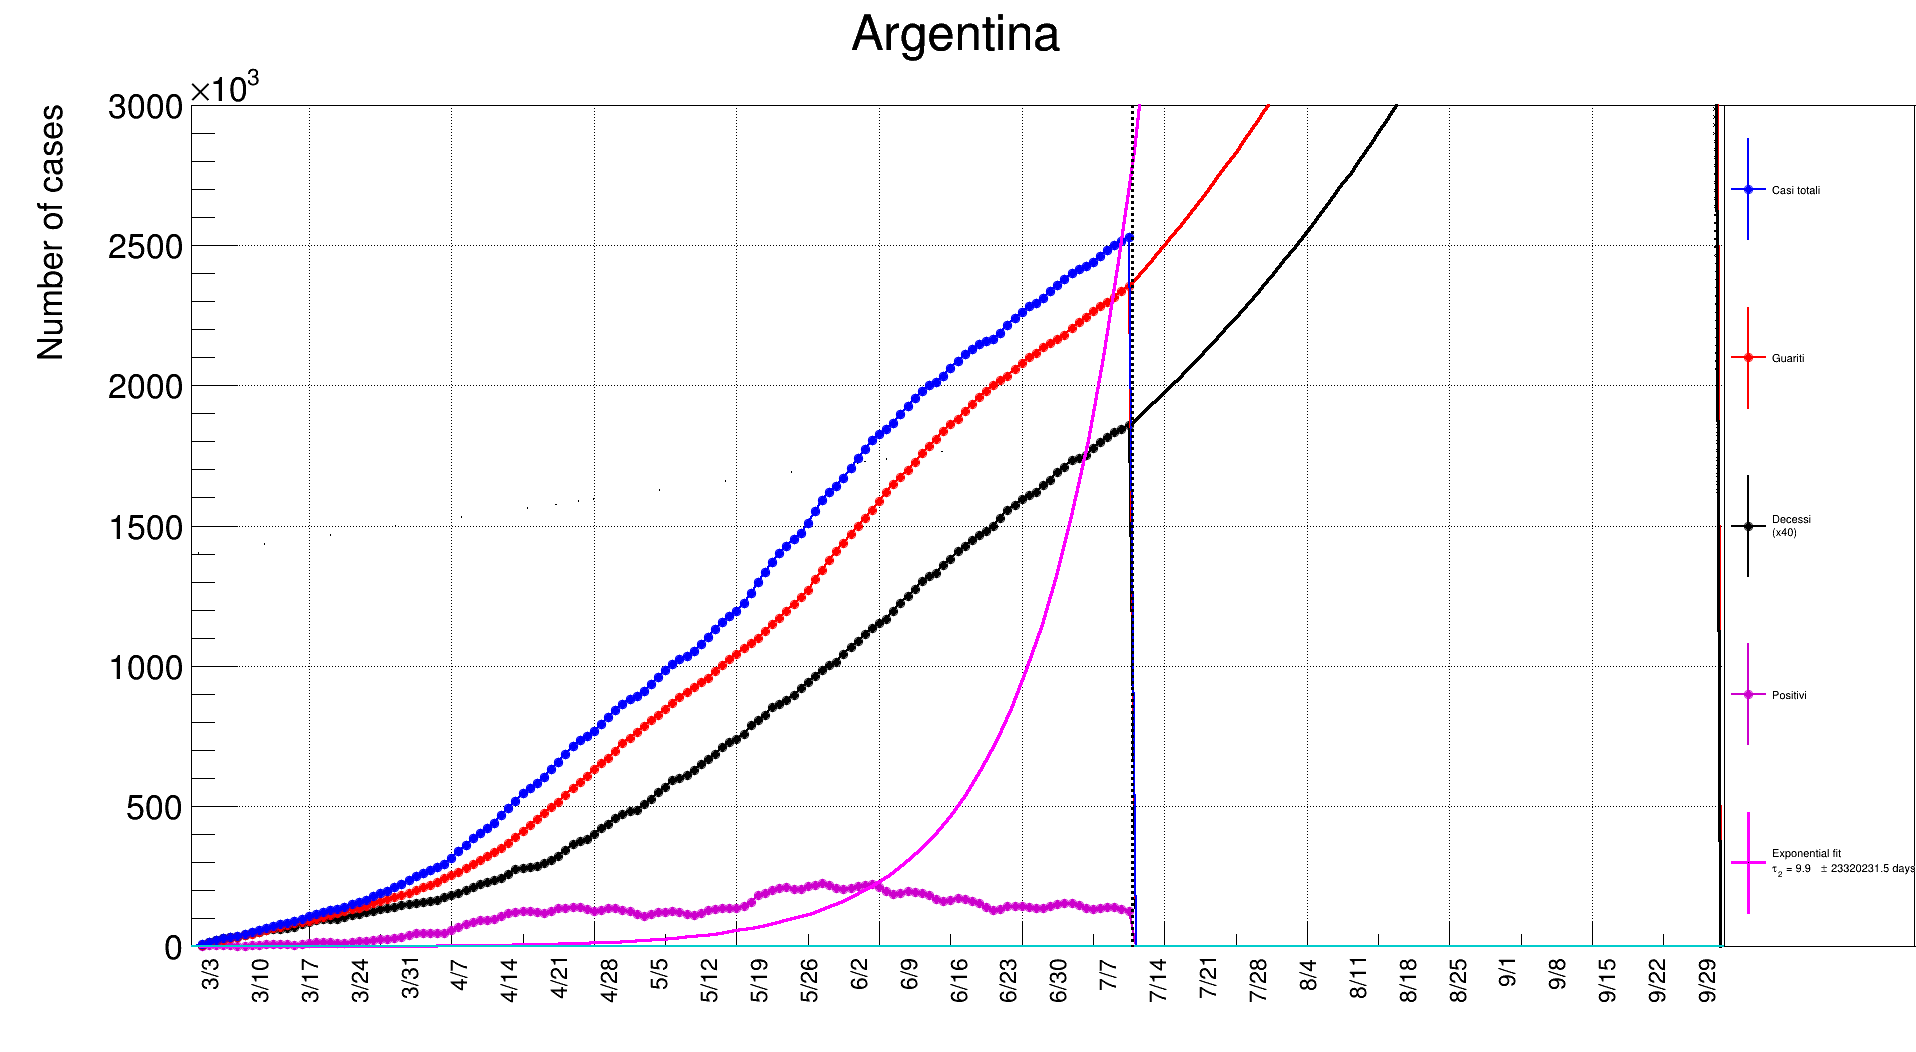 Argentina
×10³
Number of cases
3000
2500
2000
1500
1000
500
0
3/3 3/10 3/17 3/24 3/31 4/7 4/14 4/21 4/28 5/5 5/12 5/19 5/26 6/2 6/9 6/16 6/23 6/30 7/7 7/14 7/21 7/28 8/4 8/11 8/18 8/25 9/1 9/8 9/15 9/22 9/29
Casi totali
Guariti
Decessi
(x40)
Positivi
Exponential fit
τ₂ = 9.9 ± 23320231.5 days